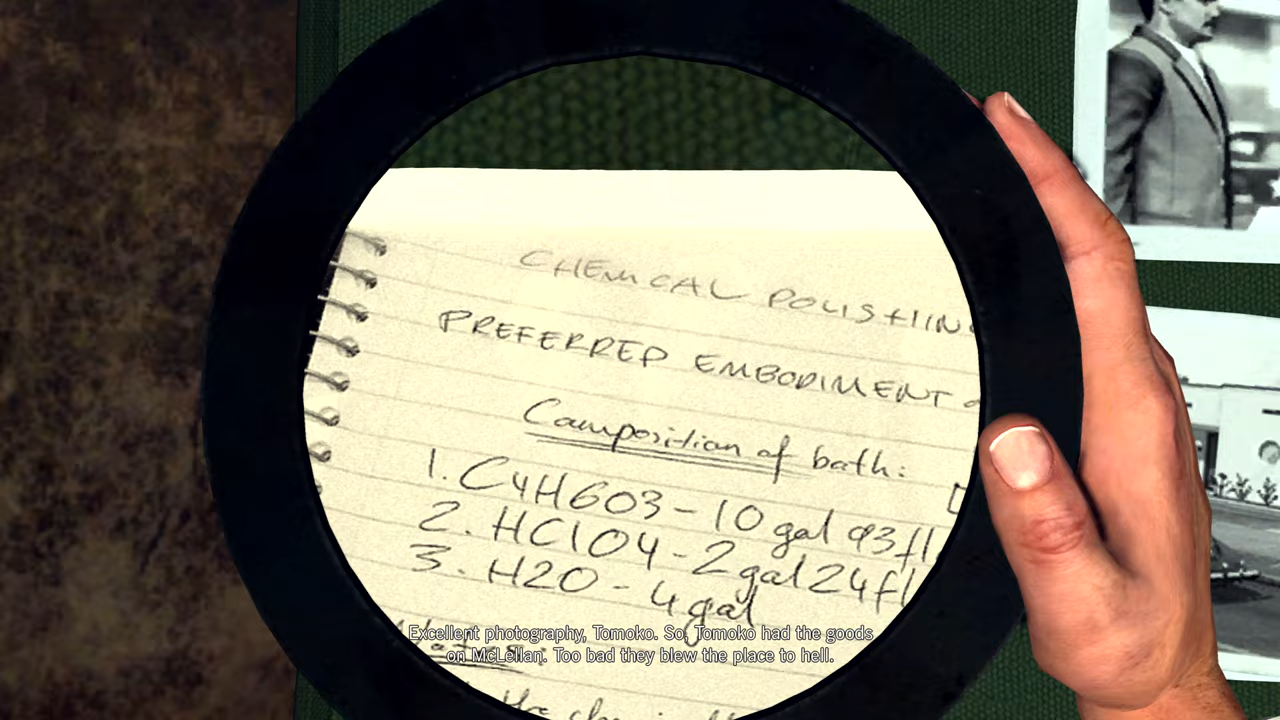 CHEMICAL POLISHING
PREFERRED EMBODIMENT
Composition of bath:
1. C4H6O3 - 10 gal 93 fl.
2. HClO4 - 2 gal 24 fl
3. H2O - 4 gal
Excellent photography, Tomoko. So, Tomoko had the goods
on McLellan. Too bad they blew the place to hell.
the